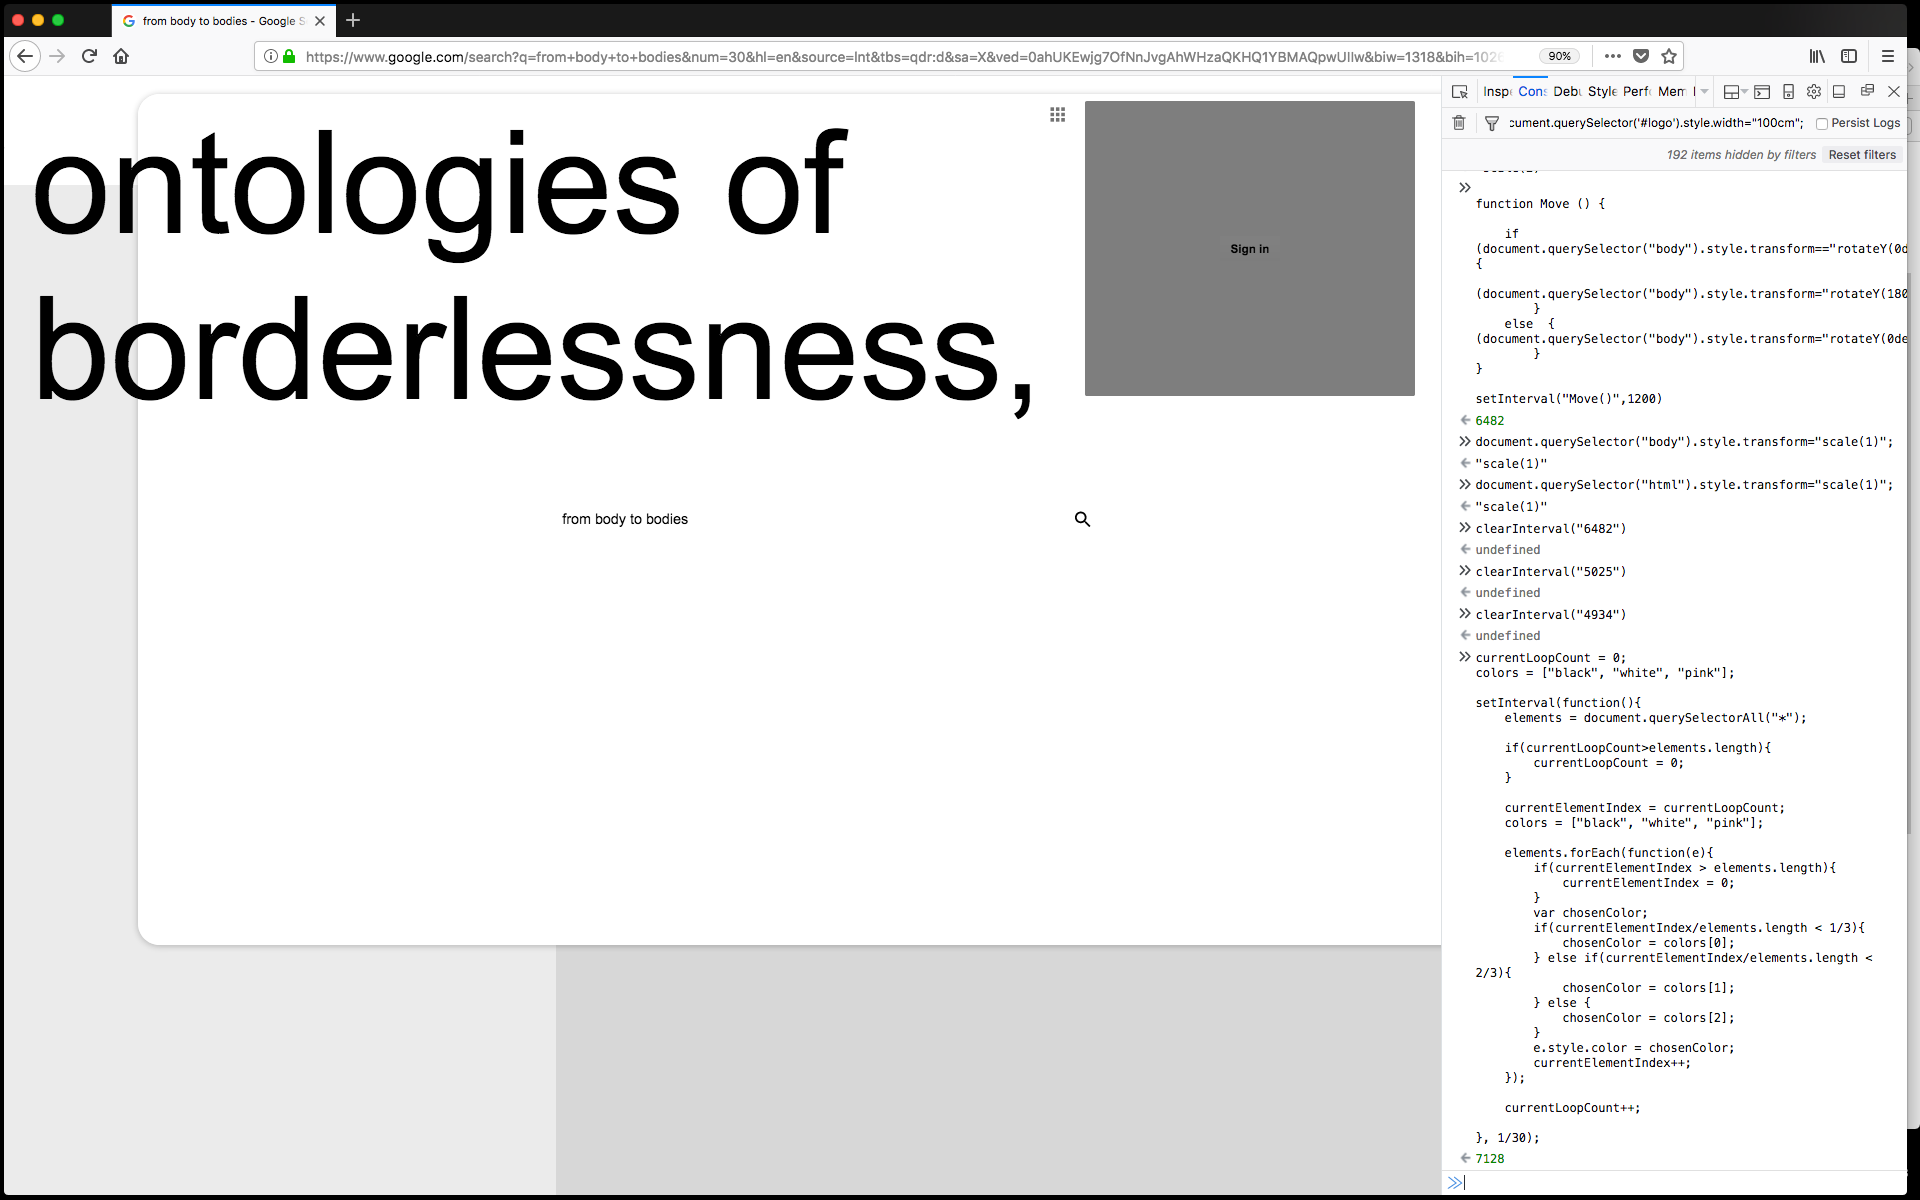 from body to bodies - Google S
https://www.google.com/search?q=from+body+to+bodies&num=30&hl=en&source=lnt&tbs=qdr:d&sa=X&ved=0ahUKEwjg7OfNnJvgAhWHzaQKHQ1YBMAQpwUIIw&biw=1318&bih=102
90%
ontologies of
borderlessness,
Sign in
from body to bodies
Insp Cons Debu Style Perf Mem
cument.querySelector('#logo').style.width="100cm"; Persist Logs
192 items hidden by filters Reset filters
function Move () {
if
(document.querySelector("body").style.transform=="rotateY(0d
{
(document.querySelector("body").style.transform="rotateY(180
}
else {
(document.querySelector("body").style.transform="rotateY(0de
}
}
setInterval("Move()",1200)
6482
document.querySelector("body").style.transform="scale(1)";
"scale(1)"
document.querySelector("html").style.transform="scale(1)";
"scale(1)"
clearInterval("6482")
undefined
clearInterval("5025")
undefined
clearInterval("4934")
undefined
currentLoopCount = 0;
colors = ["black", "white", "pink"];
setInterval(function(){
elements = document.querySelectorAll("*");
if(currentLoopCount>elements.length){
currentLoopCount = 0;
}
currentElementIndex = currentLoopCount;
colors = ["black", "white", "pink"];
elements.forEach(function(e){
if(currentElementIndex > elements.length){
currentElementIndex = 0;
}
var chosenColor;
if(currentElementIndex/elements.length < 1/3){
chosenColor = colors[0];
} else if(currentElementIndex/elements.length <
2/3){
chosenColor = colors[1];
} else {
chosenColor = colors[2];
}
e.style.color = chosenColor;
currentElementIndex++;
});
currentLoopCount++;
}, 1/30);
7128